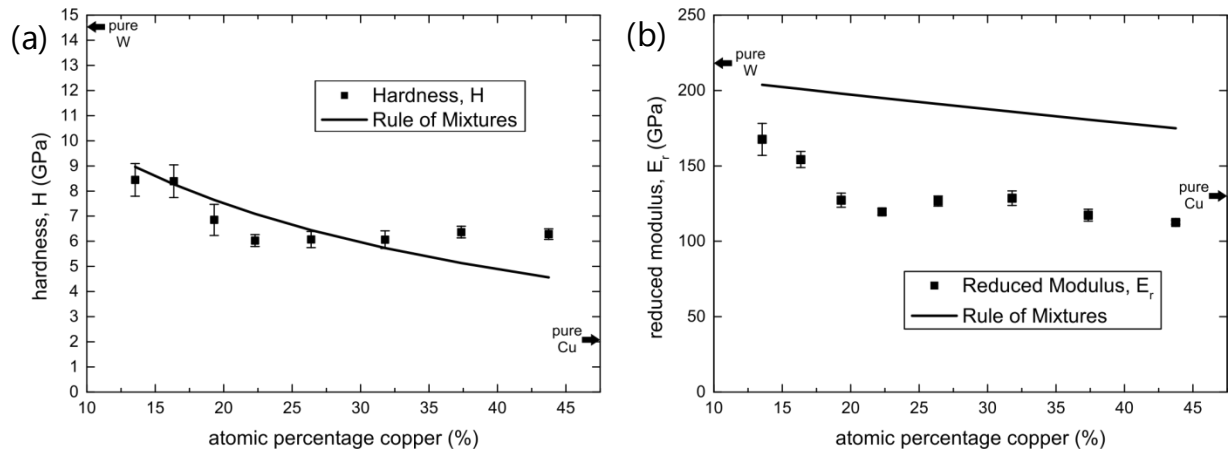 (a)
15
14
13
12
11
10
9
8
7
6
5
4
3
2
1
0
hardness, H (GPa)
pure
W
Hardness, H
Rule of Mixtures
pure
Cu
10 15 20 25 30 35 40 45
atomic percentage copper (%)
(b)
250
200
150
100
50
0
reduced modulus, E_r (GPa)
pure
W
pure
Cu
Reduced Modulus, E_r
Rule of Mixtures
10 15 20 25 30 35 40 45
atomic percentage copper (%)